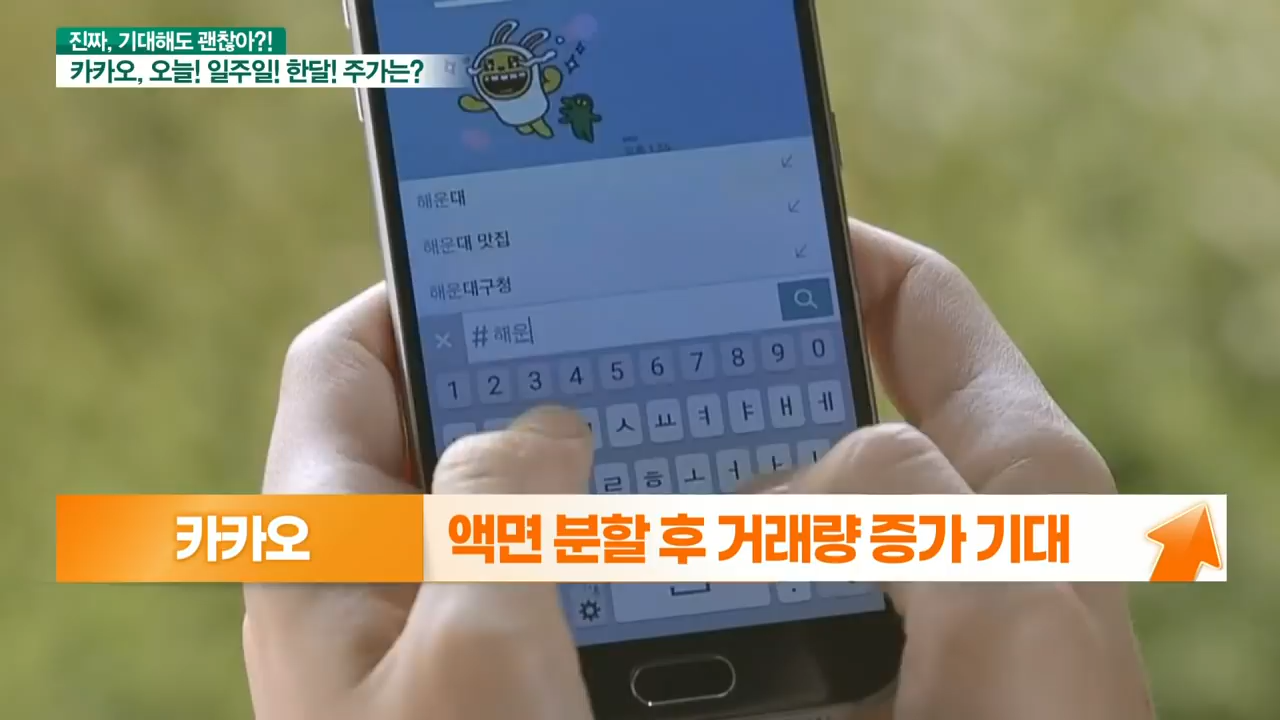 진짜, 기대해도 괜찮아?!
카카오, 오늘! 일주일! 한달! 주가는?
해운대
해운대 맛집
해운대구청
# 해운
1 2 3 4 5 6 7 8 9 0
ㅅ ㅛ ㅕ ㅑ ㅐ ㅔ
ㄹ ㅎ ㅗ ㅓ ㅏ ㅣ
카카오
액면 분할 후 거래량 증가 기대